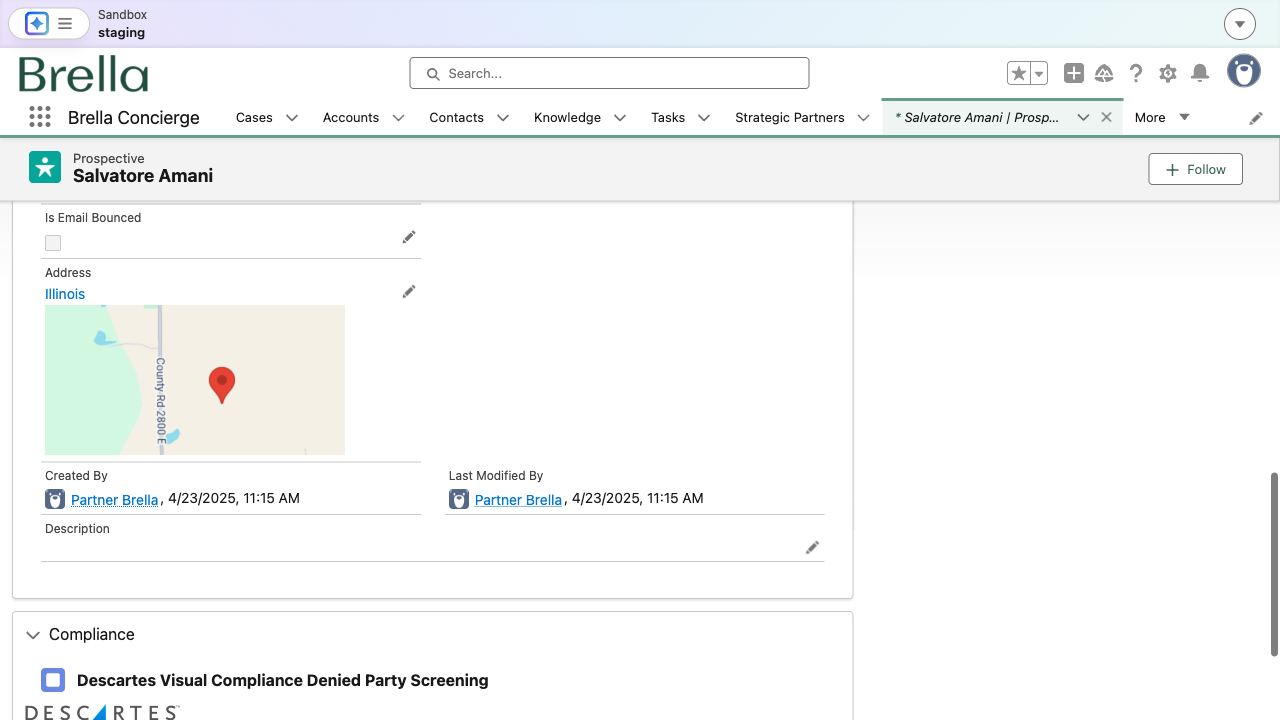 Sandbox
staging
Brella
Search...
Brella Concierge
Cases
Accounts
Contacts
Knowledge
Tasks
Strategic Partners
* Salvatore Amani | Prosp...
More
Prospective
Salvatore Amani
Follow
Is Email Bounced
Address
Illinois
County Rd 2800 E
Created By
Last Modified By
Partner Brella, 4/23/2025, 11:15 AM
Partner Brella, 4/23/2025, 11:15 AM
Description
Compliance
Descartes Visual Compliance Denied Party Screening
DESCARTES™